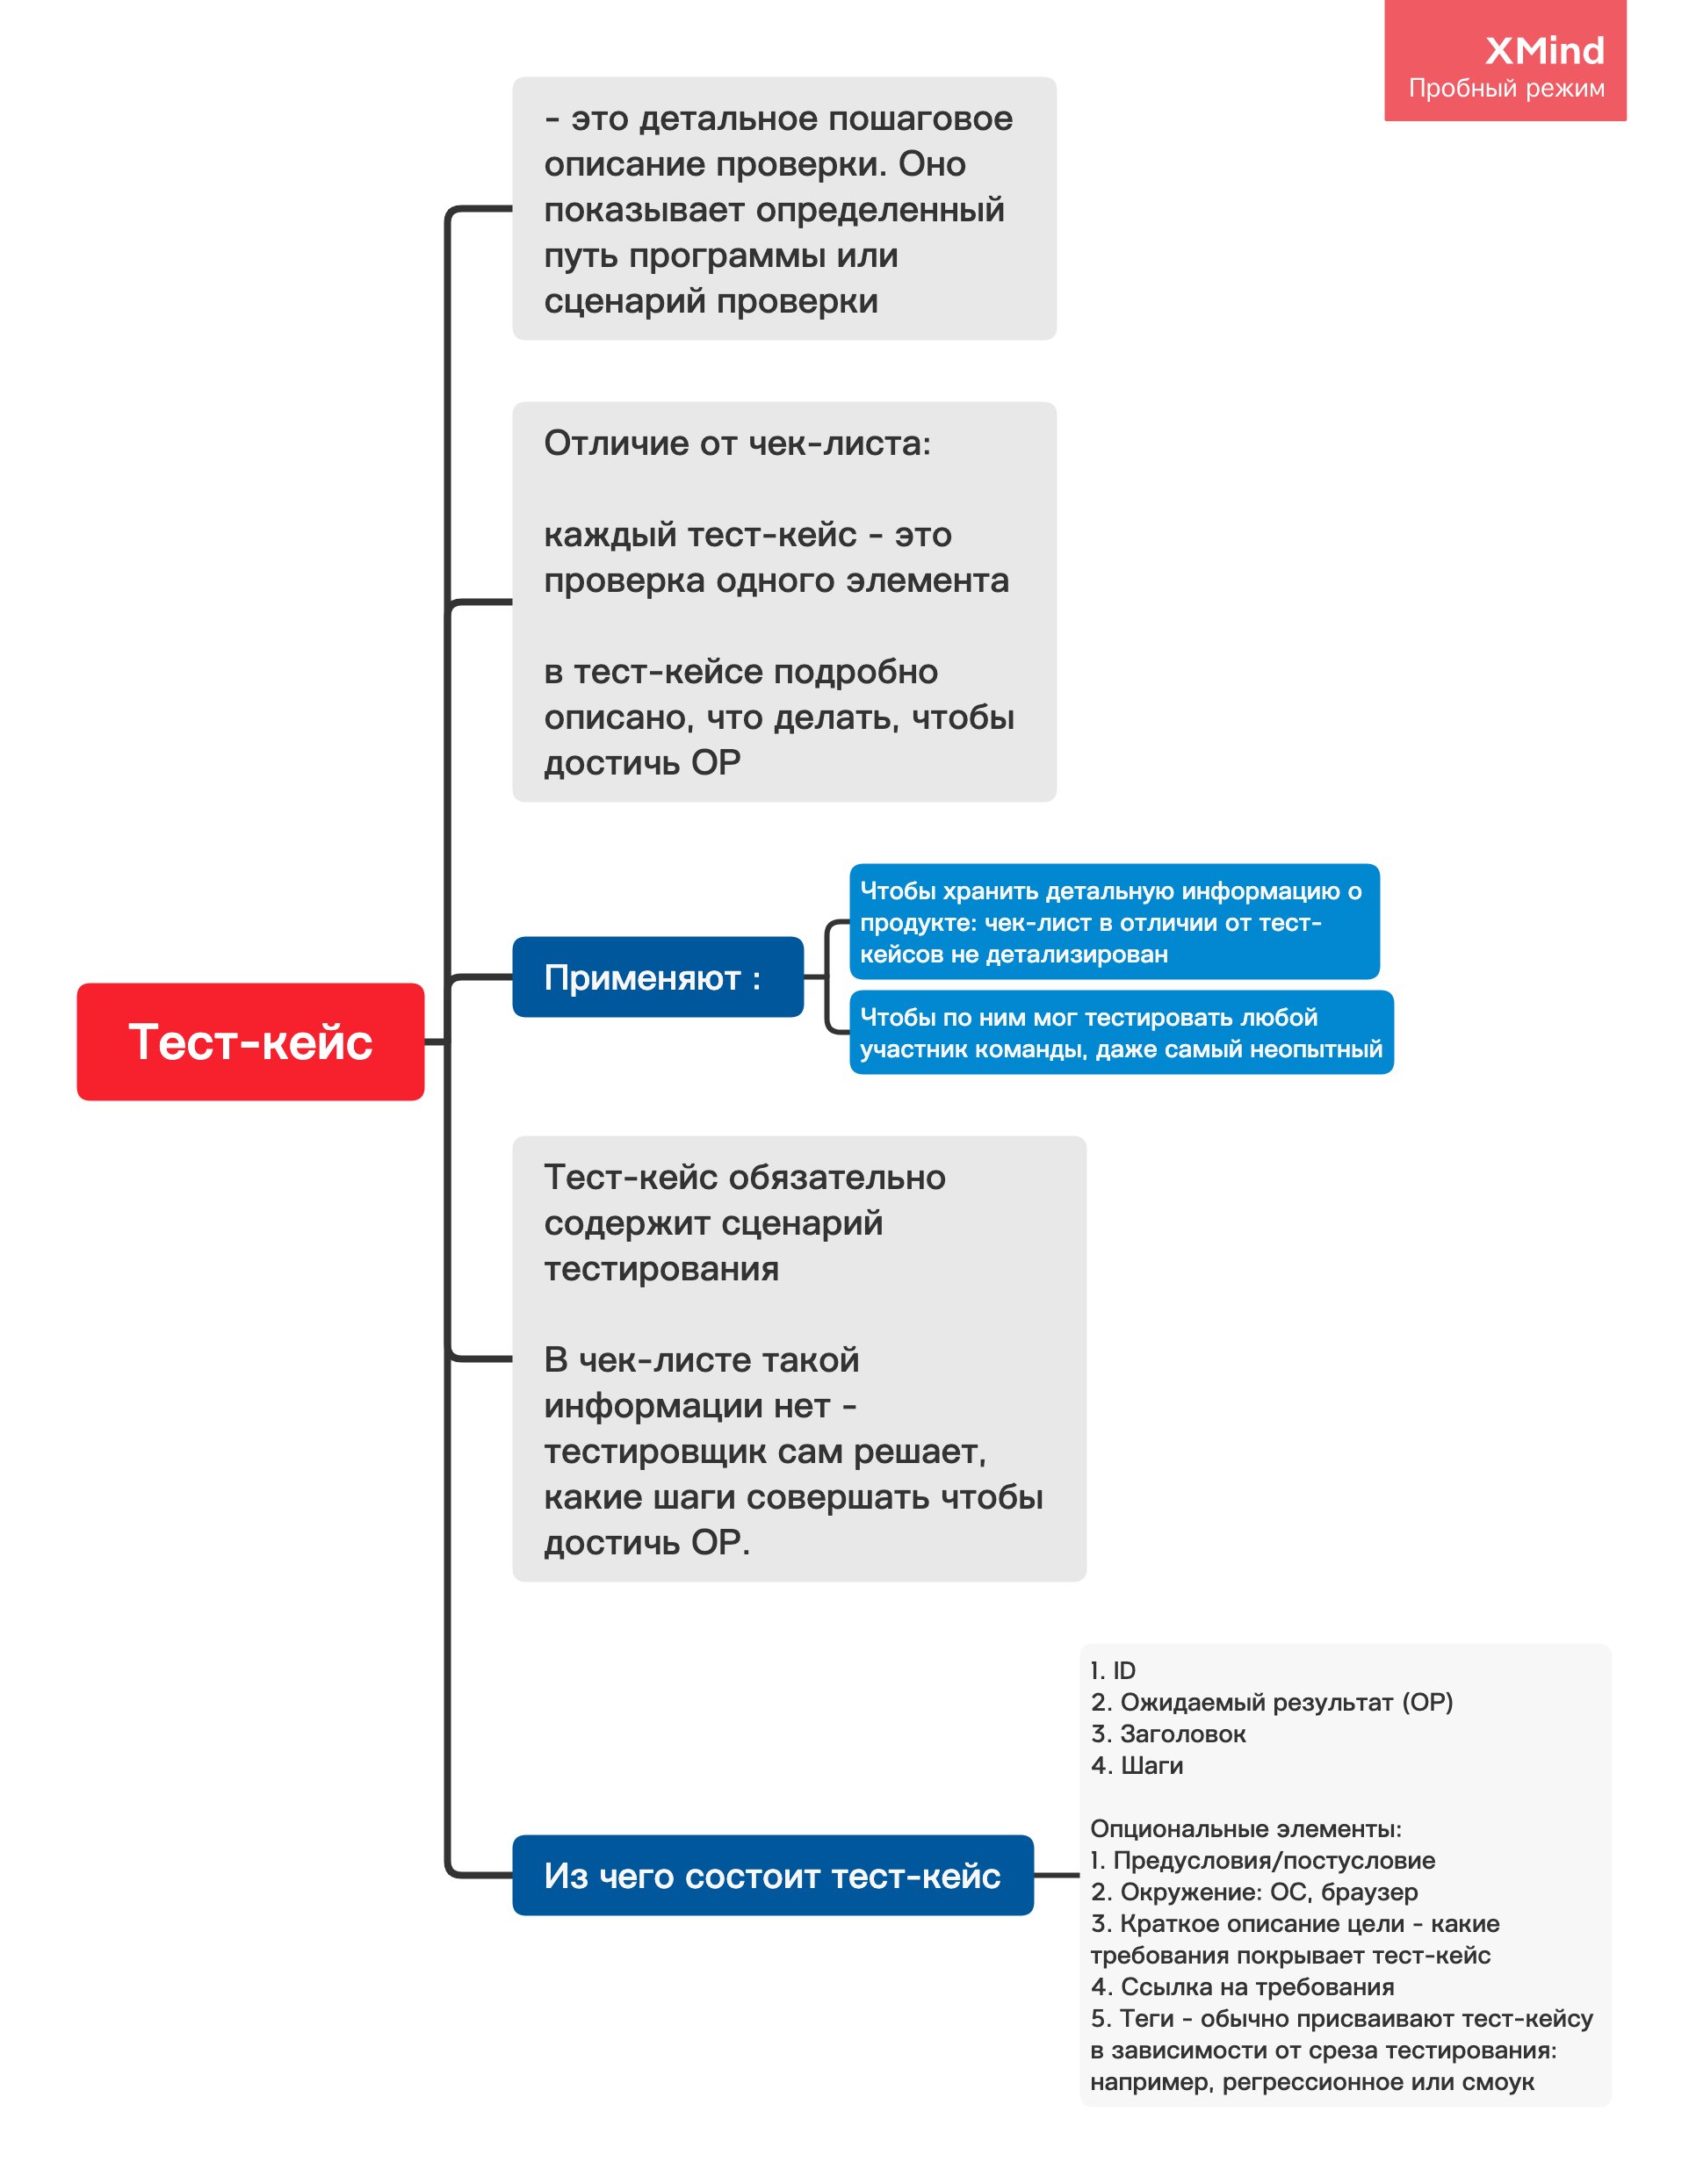 XMind
Пробный режим
- это детальное пошаговое
описание проверки. Оно
показывает определенный
путь программы или
сценарий проверки
Отличие от чек-листа:
каждый тест-кейс - это
проверка одного элемента
в тест-кейсе подробно
описано, что делать, чтобы
достичь ОР
Тест-кейс
Применяют :
Чтобы хранить детальную информацию о
продукте: чек-лист в отличии от тест-
кейсов не детализирован
Чтобы по ним мог тестировать любой
участник команды, даже самый неопытный
Тест-кейс обязательно
содержит сценарий
тестирования
В чек-листе такой
информации нет -
тестировщик сам решает,
какие шаги совершать чтобы
достичь ОР.
Из чего состоит тест-кейс
1. ID
2. Ожидаемый результат (ОР)
3. Заголовок
4. Шаги
Опциональные элементы:
1. Предусловия/постусловие
2. Окружение: ОС, браузер
3. Краткое описание цели - какие
требования покрывает тест-кейс
4. Ссылка на требования
5. Теги - обычно присваивают тест-кейсу
в зависимости от среза тестирования:
например, регрессионное или смоук